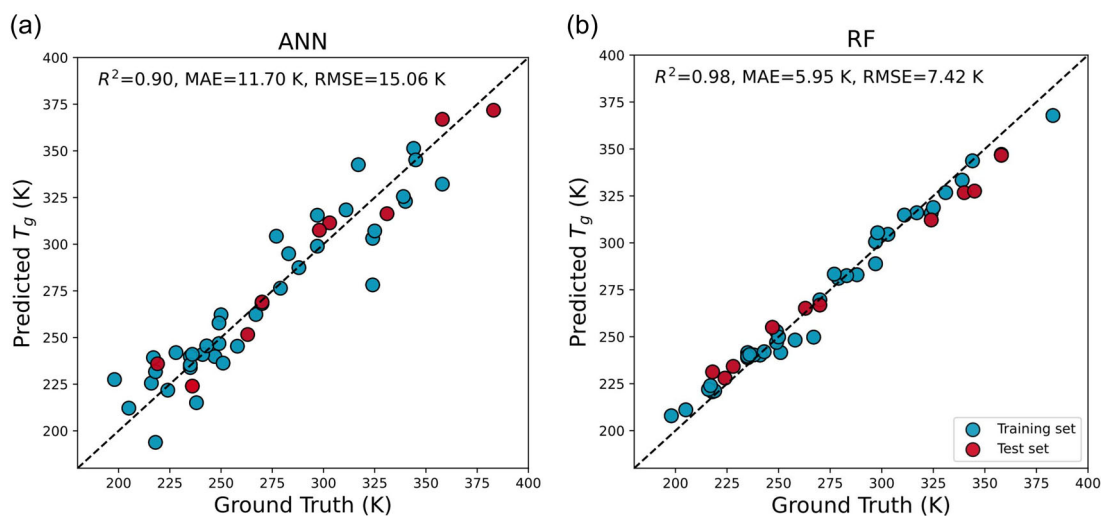 (a)
ANN
R²=0.90, MAE=11.70 K, RMSE=15.06 K
Predicted T_g (K)
400
375
350
325
300
275
250
225
200
200 225 250 275 300 325 350 375 400
Ground Truth (K)
(b)
RF
R²=0.98, MAE=5.95 K, RMSE=7.42 K
Predicted T_g (K)
400
375
350
325
300
275
250
225
200
Training set
Test set
200 225 250 275 300 325 350 375 400
Ground Truth (K)